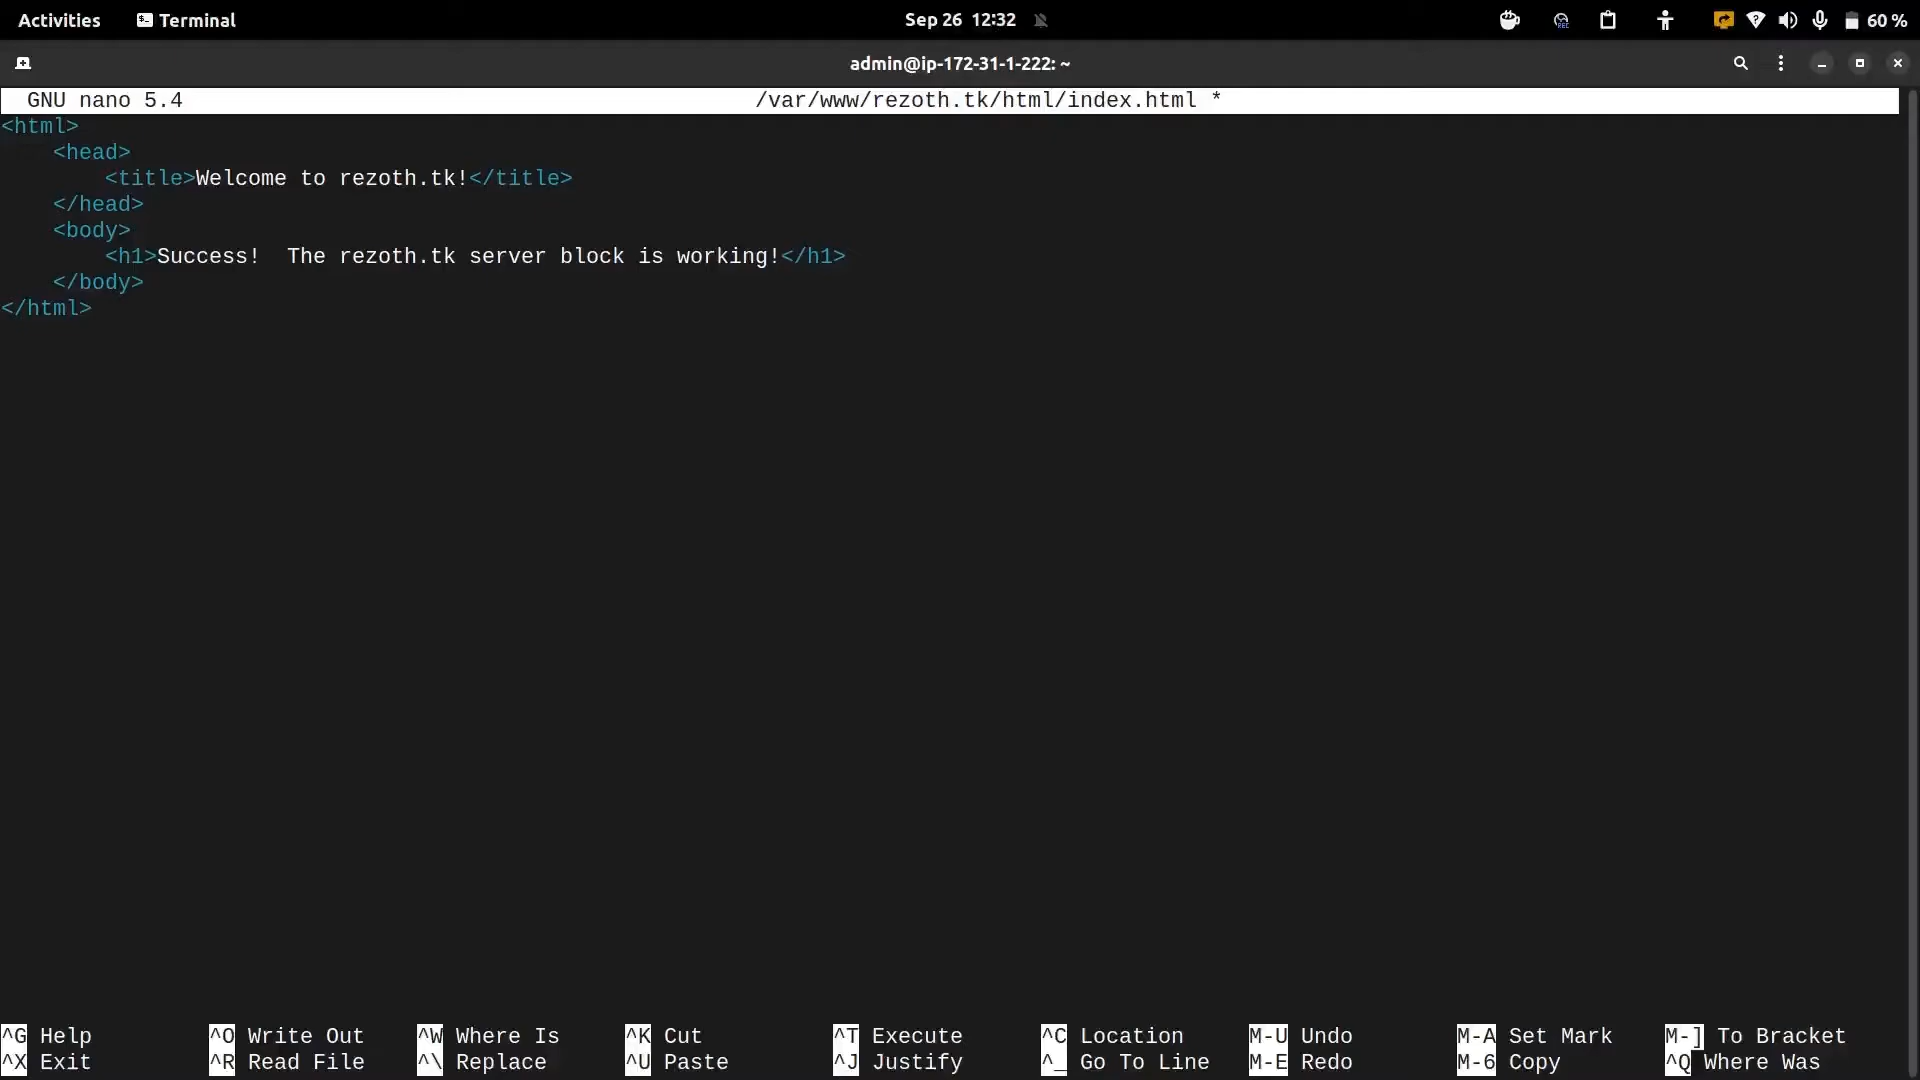 Activities Terminal Sep 26 12:32 60 %
admin@ip-172-31-1-222: ~
GNU nano 5.4 /var/www/rezoth.tk/html/index.html *
<html>
    <head>
        <title>Welcome to rezoth.tk!</title>
    </head>
    <body>
        <h1>Success!  The rezoth.tk server block is working!</h1>
    </body>
</html>
^G Help ^O Write Out ^W Where Is ^K Cut ^T Execute ^C Location M-U Undo M-A Set Mark M-] To Bracket
^X Exit ^R Read File ^\ Replace ^U Paste ^J Justify ^_ Go To Line M-E Redo M-6 Copy ^Q Where Was